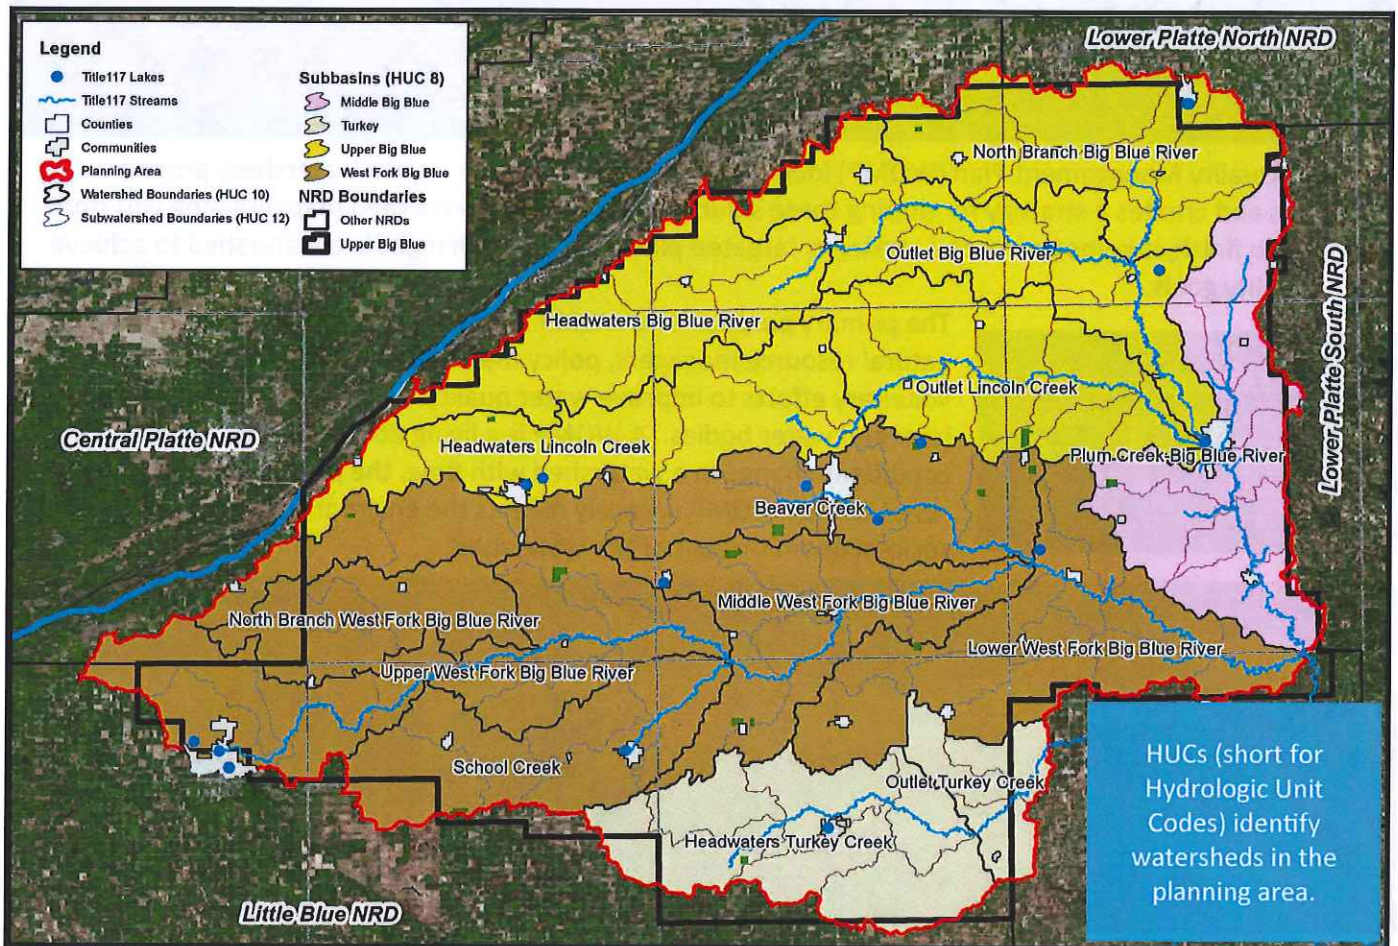 Legend
Title117 Lakes
Title117 Streams
Counties
Communities
Planning Area
Watershed Boundaries (HUC 10)
Subwatershed Boundaries (HUC 12)
Subbasins (HUC 8)
Middle Big Blue
Turkey
Upper Big Blue
West Fork Big Blue
NRD Boundaries
Other NRDs
Upper Big Blue
Lower Platte North NRD
North Branch Big Blue River
Outlet Big Blue River
Headwaters Big Blue River
Lower Platte South NRD
Outlet Lincoln Creek
Central Platte NRD
Headwaters Lincoln Creek
Plum Creek-Big Blue River
Beaver Creek
Middle West Fork Big Blue River
North Branch West Fork Big Blue River
Lower West Fork Big Blue River
Upper West Fork Big Blue River
School Creek
Outlet Turkey Creek
Headwaters Turkey Creek
Little Blue NRD
HUCs (short for
Hydrologic Unit
Codes) identify
watersheds in the
planning area.